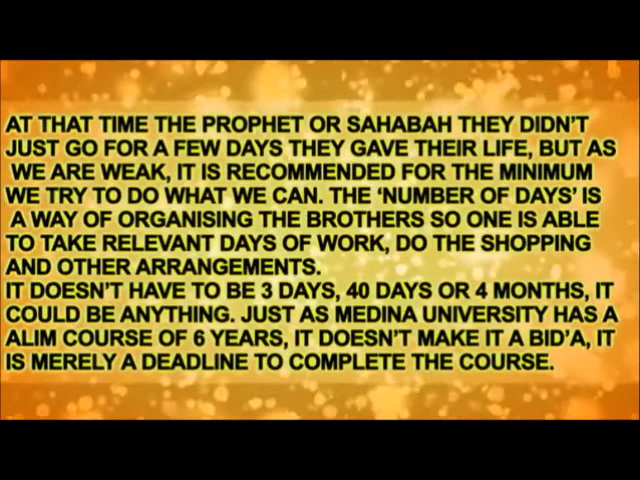 AT THAT TIME THE PROPHET OR SAHABAH THEY DIDN'T
JUST GO FOR A FEW DAYS THEY GAVE THEIR LIFE, BUT AS
WE ARE WEAK, IT IS RECOMMENDED FOR THE MINIMUM
WE TRY TO DO WHAT WE CAN. THE 'NUMBER OF DAYS' IS
A WAY OF ORGANISING THE BROTHERS SO ONE IS ABLE
TO TAKE RELEVANT DAYS OF WORK, DO THE SHOPPING
AND OTHER ARRANGEMENTS.
IT DOESN'T HAVE TO BE 3 DAYS, 40 DAYS OR 4 MONTHS, IT
COULD BE ANYTHING. JUST AS MEDINA UNIVERSITY HAS A
ALIM COURSE OF 6 YEARS, IT DOESN'T MAKE IT A BID'A, IT
IS MERELY A DEADLINE TO COMPLETE THE COURSE.